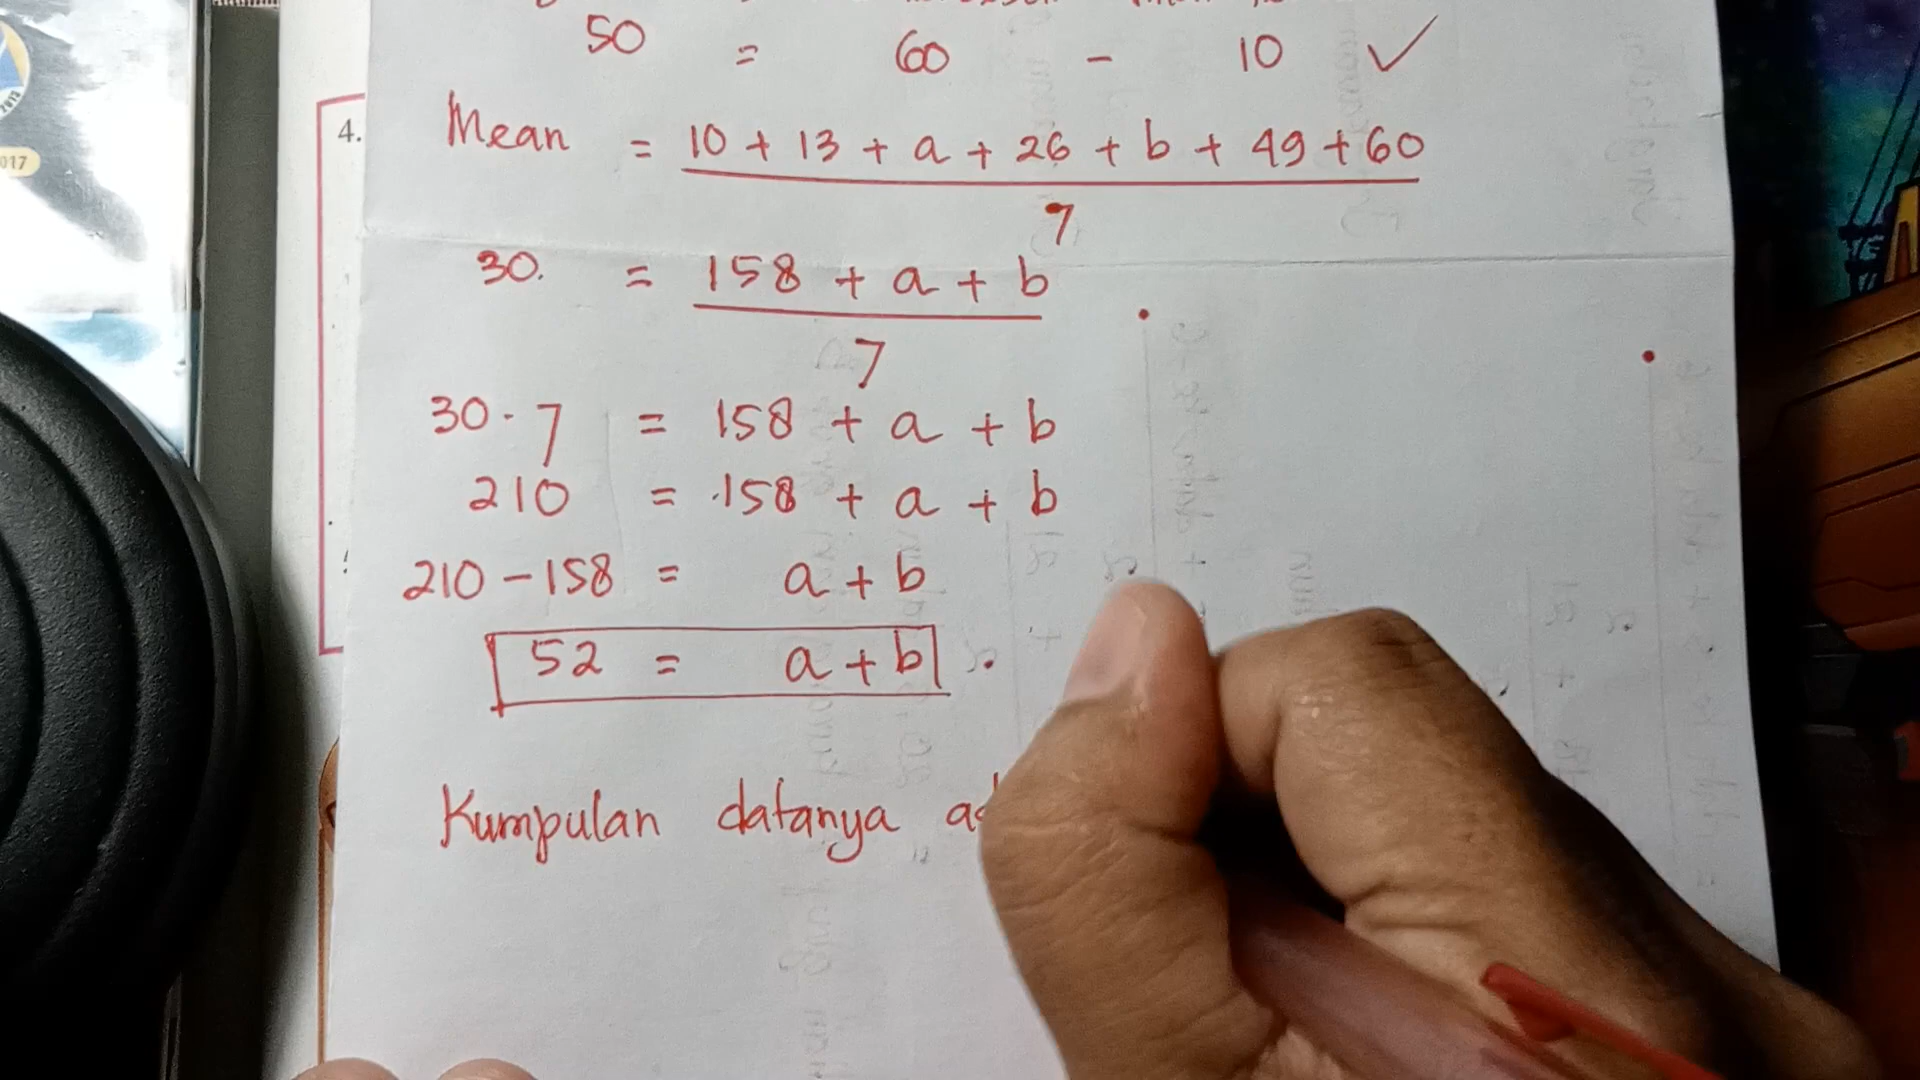 50 = 60 - 10 ✓
4.
Mean = 10 + 13 + a + 26 + b + 49 + 60
7
30. = 158 + a + b
7
30 · 7 = 158 + a + b
210 = 158 + a + b
210 - 158 = a + b
52 = a + b
Kumpulan datanya